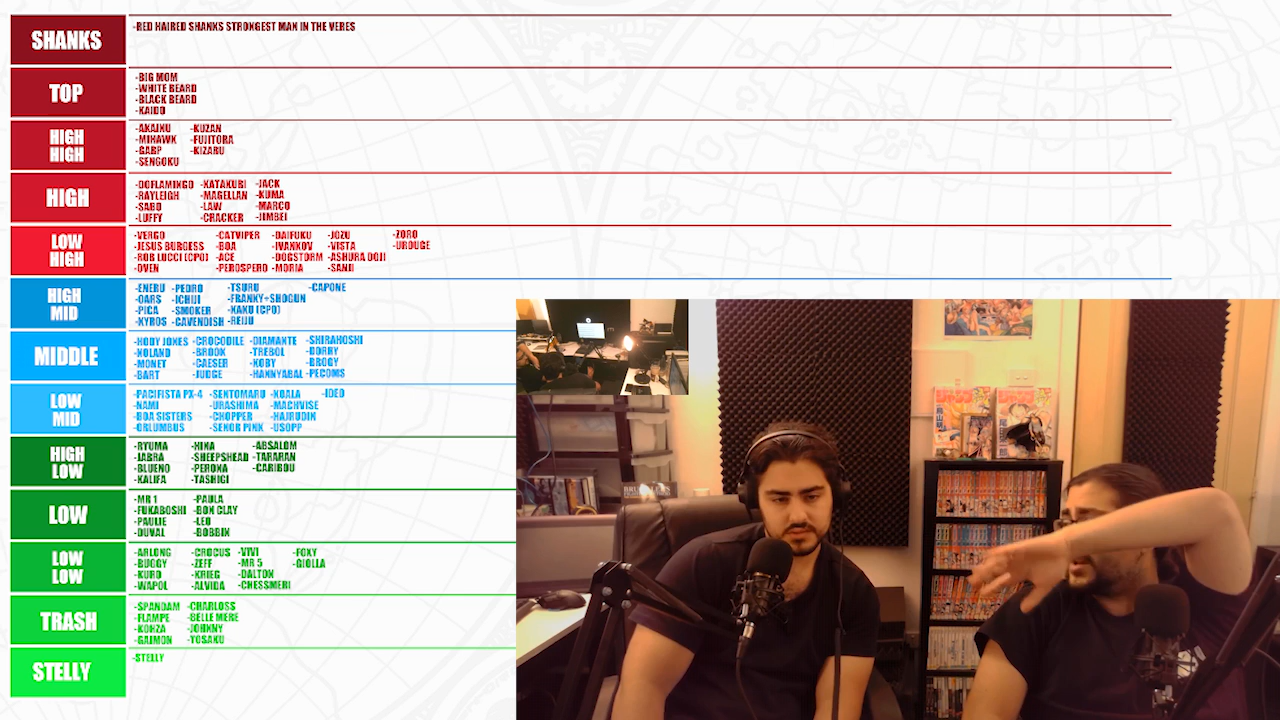 SHANKS
-RED HAIRED SHANKS STRONGEST MAN IN THE VERES
TOP
-BIG MOM
-WHITE BEARD
-BLACK BEARD
-KAIDO
HIGH
HIGH
-AKAINU -KUZAN
-MIHAWK -FUJITORA
-GARP -KIZARU
-SENGOKU
HIGH
-DOFLAMINGO -KATAKURI -JACK
-RAYLEIGH -MAGELLAN -KUMA
-SABO -LAW -MARCO
-LUFFY -CRACKER -JIMBEI
LOW
HIGH
-VERGO -CATVIPER -DAIFUKU -JOZU -ZORO
-JESUS BURGESS -BOA -IVANKOV -VISTA -UROUGE
-ROB LUCCI (CPO) -ACE -DOGSTORM -ASHURA DOJI
-OVEN -PEROSPERO -MORIA -SANJI
HIGH
MID
-ENERU -PEDRO -TSURU -CAPONE
-OARS -ICHIJI -FRANKY+SHOGUN
-PICA -SMOKER -KAKU (CPO)
-KYROS -CAVENDISH -REIJU
MIDDLE
-HODY JONES -CROCODILE -DIAMANTE -SHIRAHOSHI
-NOLAND -BROOK -TREBOL -DORRY
-MONET -CAESER -KOBY -BROGY
-BART -JUDGE -HANNYABAL -PECOMS
LOW
MID
-PACIFISTA PX-4 -SENTOMARU -KOALA -IDEO
-NAMI -URASHIMA -MACHVISE
-BOA SISTERS -CHOPPER -HAJRUDIN
-ORLUMBUS -SENOR PINK -USOPP
HIGH
LOW
-RYUMA -HINA -ABSALOM
-JABRA -SHEEPSHEAD -TARARAN
-BLUENO -PERONA -CARIBOU
-KALIFA -TASHIGI
LOW
-MR 1 -PAULA
-FUKABOSHI -BON CLAY
-PAULIE -LEO
-DUVAL -BOBBIN
LOW
LOW
-ARLONG -CROCUS -VIVI -FOXY
-BUGGY -ZEFF -MR 5 -GIOLLA
-KURO -KRIEG -DALTON
-WAPOL -ALVIDA -CHESSMERI
TRASH
-SPANDAM -CHARLOSS
-FLAMPE -BELLE MERE
-KOHZA -JOHNNY
-GAIMON -YOSAKU
STELLY
-STELLY